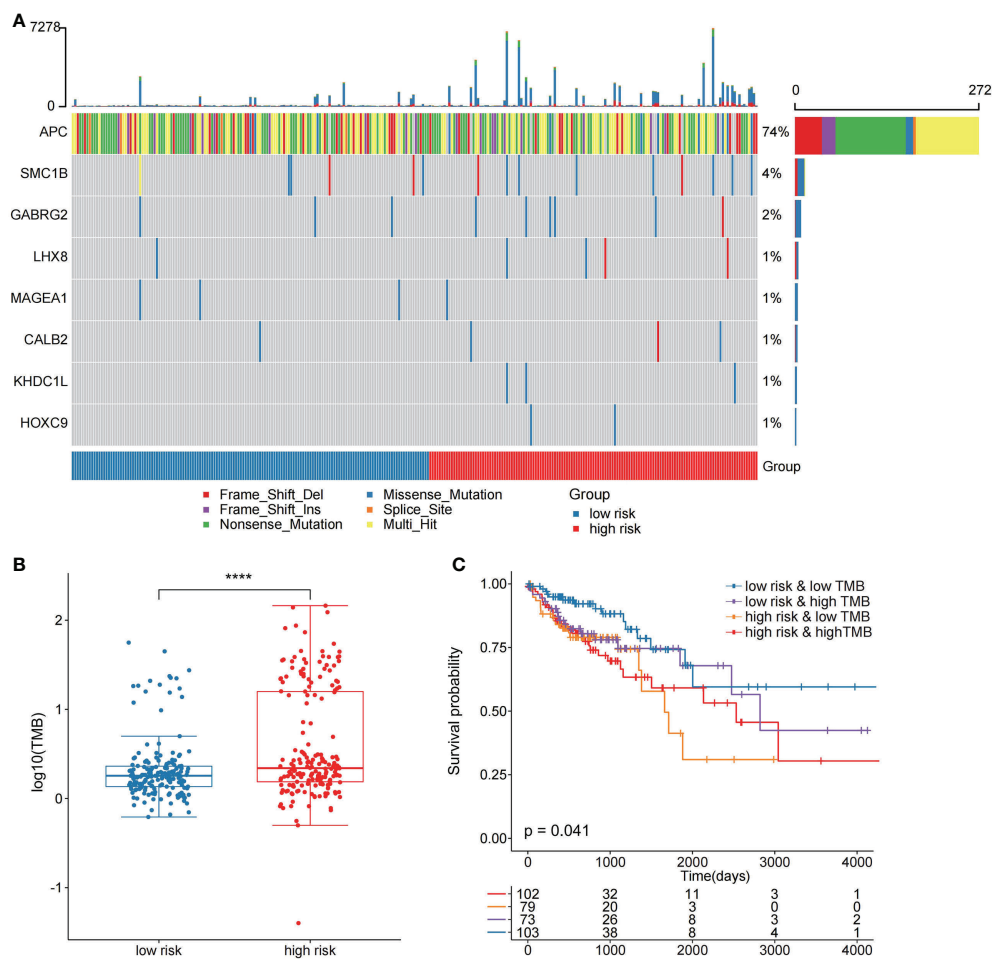 A
7278
0
0 272
APC 74%
SMC1B 4%
GABRG2 2%
LHX8 1%
MAGEA1 1%
CALB2 1%
KHDC1L 1%
HOXC9 1%
Group
Frame_Shift_Del Missense_Mutation
Frame_Shift_Ins Splice_Site
Nonsense_Mutation Multi_Hit
Group
low risk
high risk
B
****
log10(TMB)
2
1
0
-1
low risk high risk
C
Survival probability
1.00
0.75
0.50
0.25
0.00
low risk & low TMB
low risk & high TMB
high risk & low TMB
high risk & highTMB
p = 0.041
0 1000 2000 3000 4000
Time(days)
102 32 11 3 1
79 20 3 0 0
73 26 8 3 2
103 38 8 4 1
0 1000 2000 3000 4000